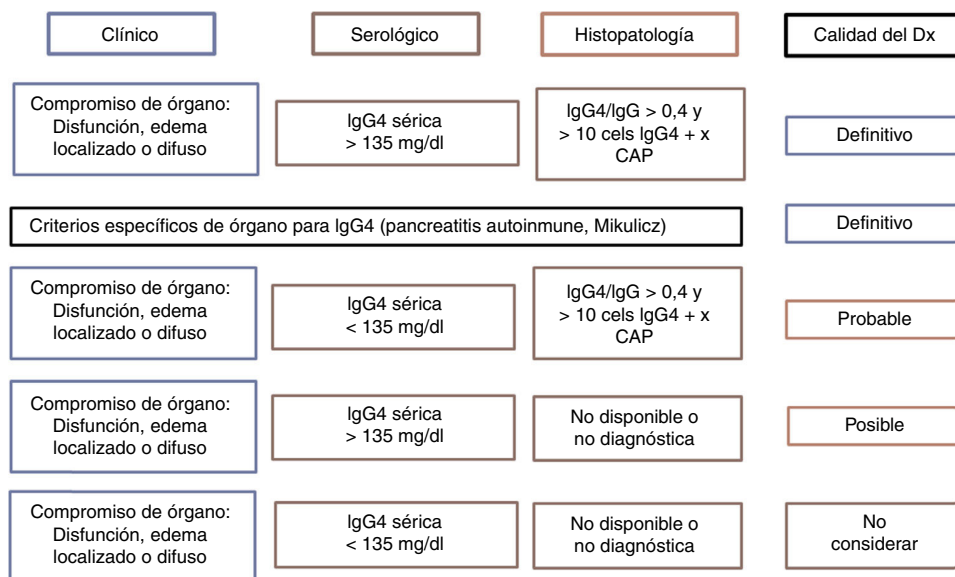 Clínico
Serológico
Histopatología
Calidad del Dx
Compromiso de órgano:
Disfunción, edema
localizado o difuso
IgG4 sérica
> 135 mg/dl
IgG4/IgG > 0,4 y
> 10 cels IgG4 + x
CAP
Definitivo
Criterios específicos de órgano para IgG4 (pancreatitis autoinmune, Mikulicz)
Definitivo
Compromiso de órgano:
Disfunción, edema
localizado o difuso
IgG4 sérica
< 135 mg/dl
IgG4/IgG > 0,4 y
> 10 cels IgG4 + x
CAP
Probable
Compromiso de órgano:
Disfunción, edema
localizado o difuso
IgG4 sérica
> 135 mg/dl
No disponible o
no diagnóstica
Posible
Compromiso de órgano:
Disfunción, edema
localizado o difuso
IgG4 sérica
< 135 mg/dl
No disponible o
no diagnóstica
No
considerar